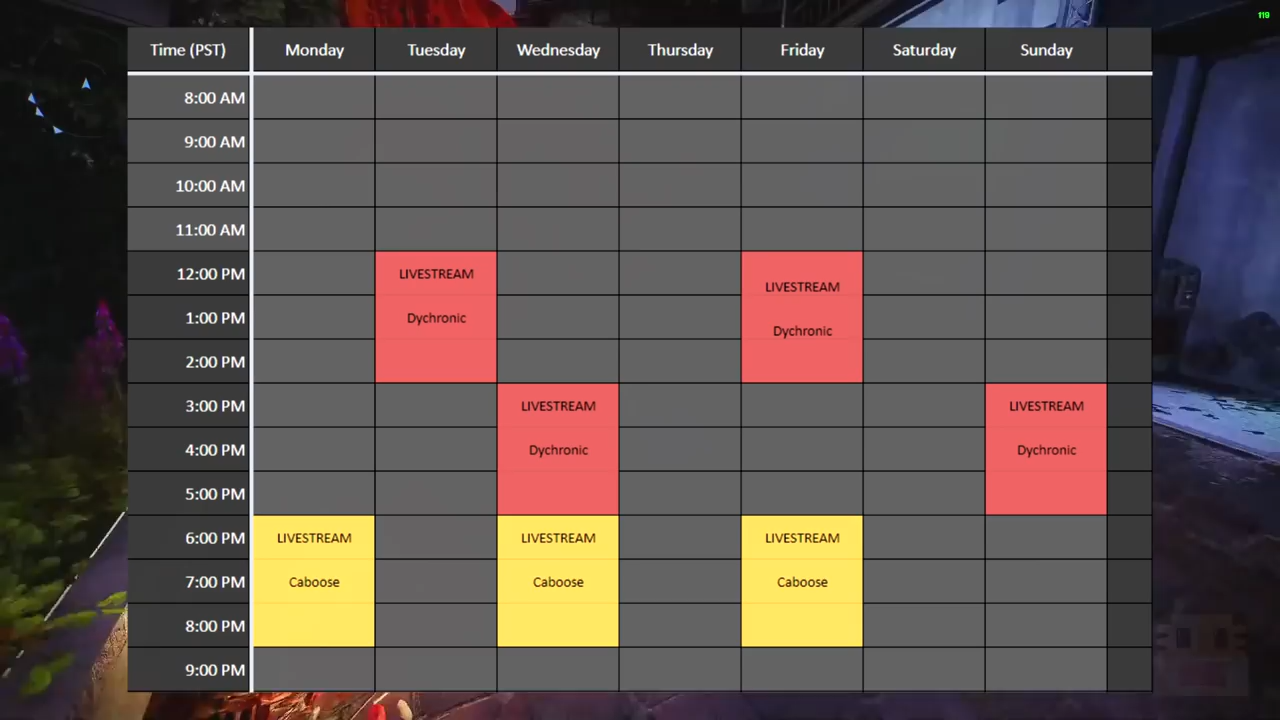 119
Time (PST) Monday Tuesday Wednesday Thursday Friday Saturday Sunday
8:00 AM
9:00 AM
10:00 AM
11:00 AM
12:00 PM LIVESTREAM LIVESTREAM
1:00 PM Dychronic Dychronic
2:00 PM
3:00 PM LIVESTREAM LIVESTREAM
4:00 PM Dychronic Dychronic
5:00 PM
6:00 PM LIVESTREAM LIVESTREAM LIVESTREAM
7:00 PM Caboose Caboose Caboose
8:00 PM
9:00 PM